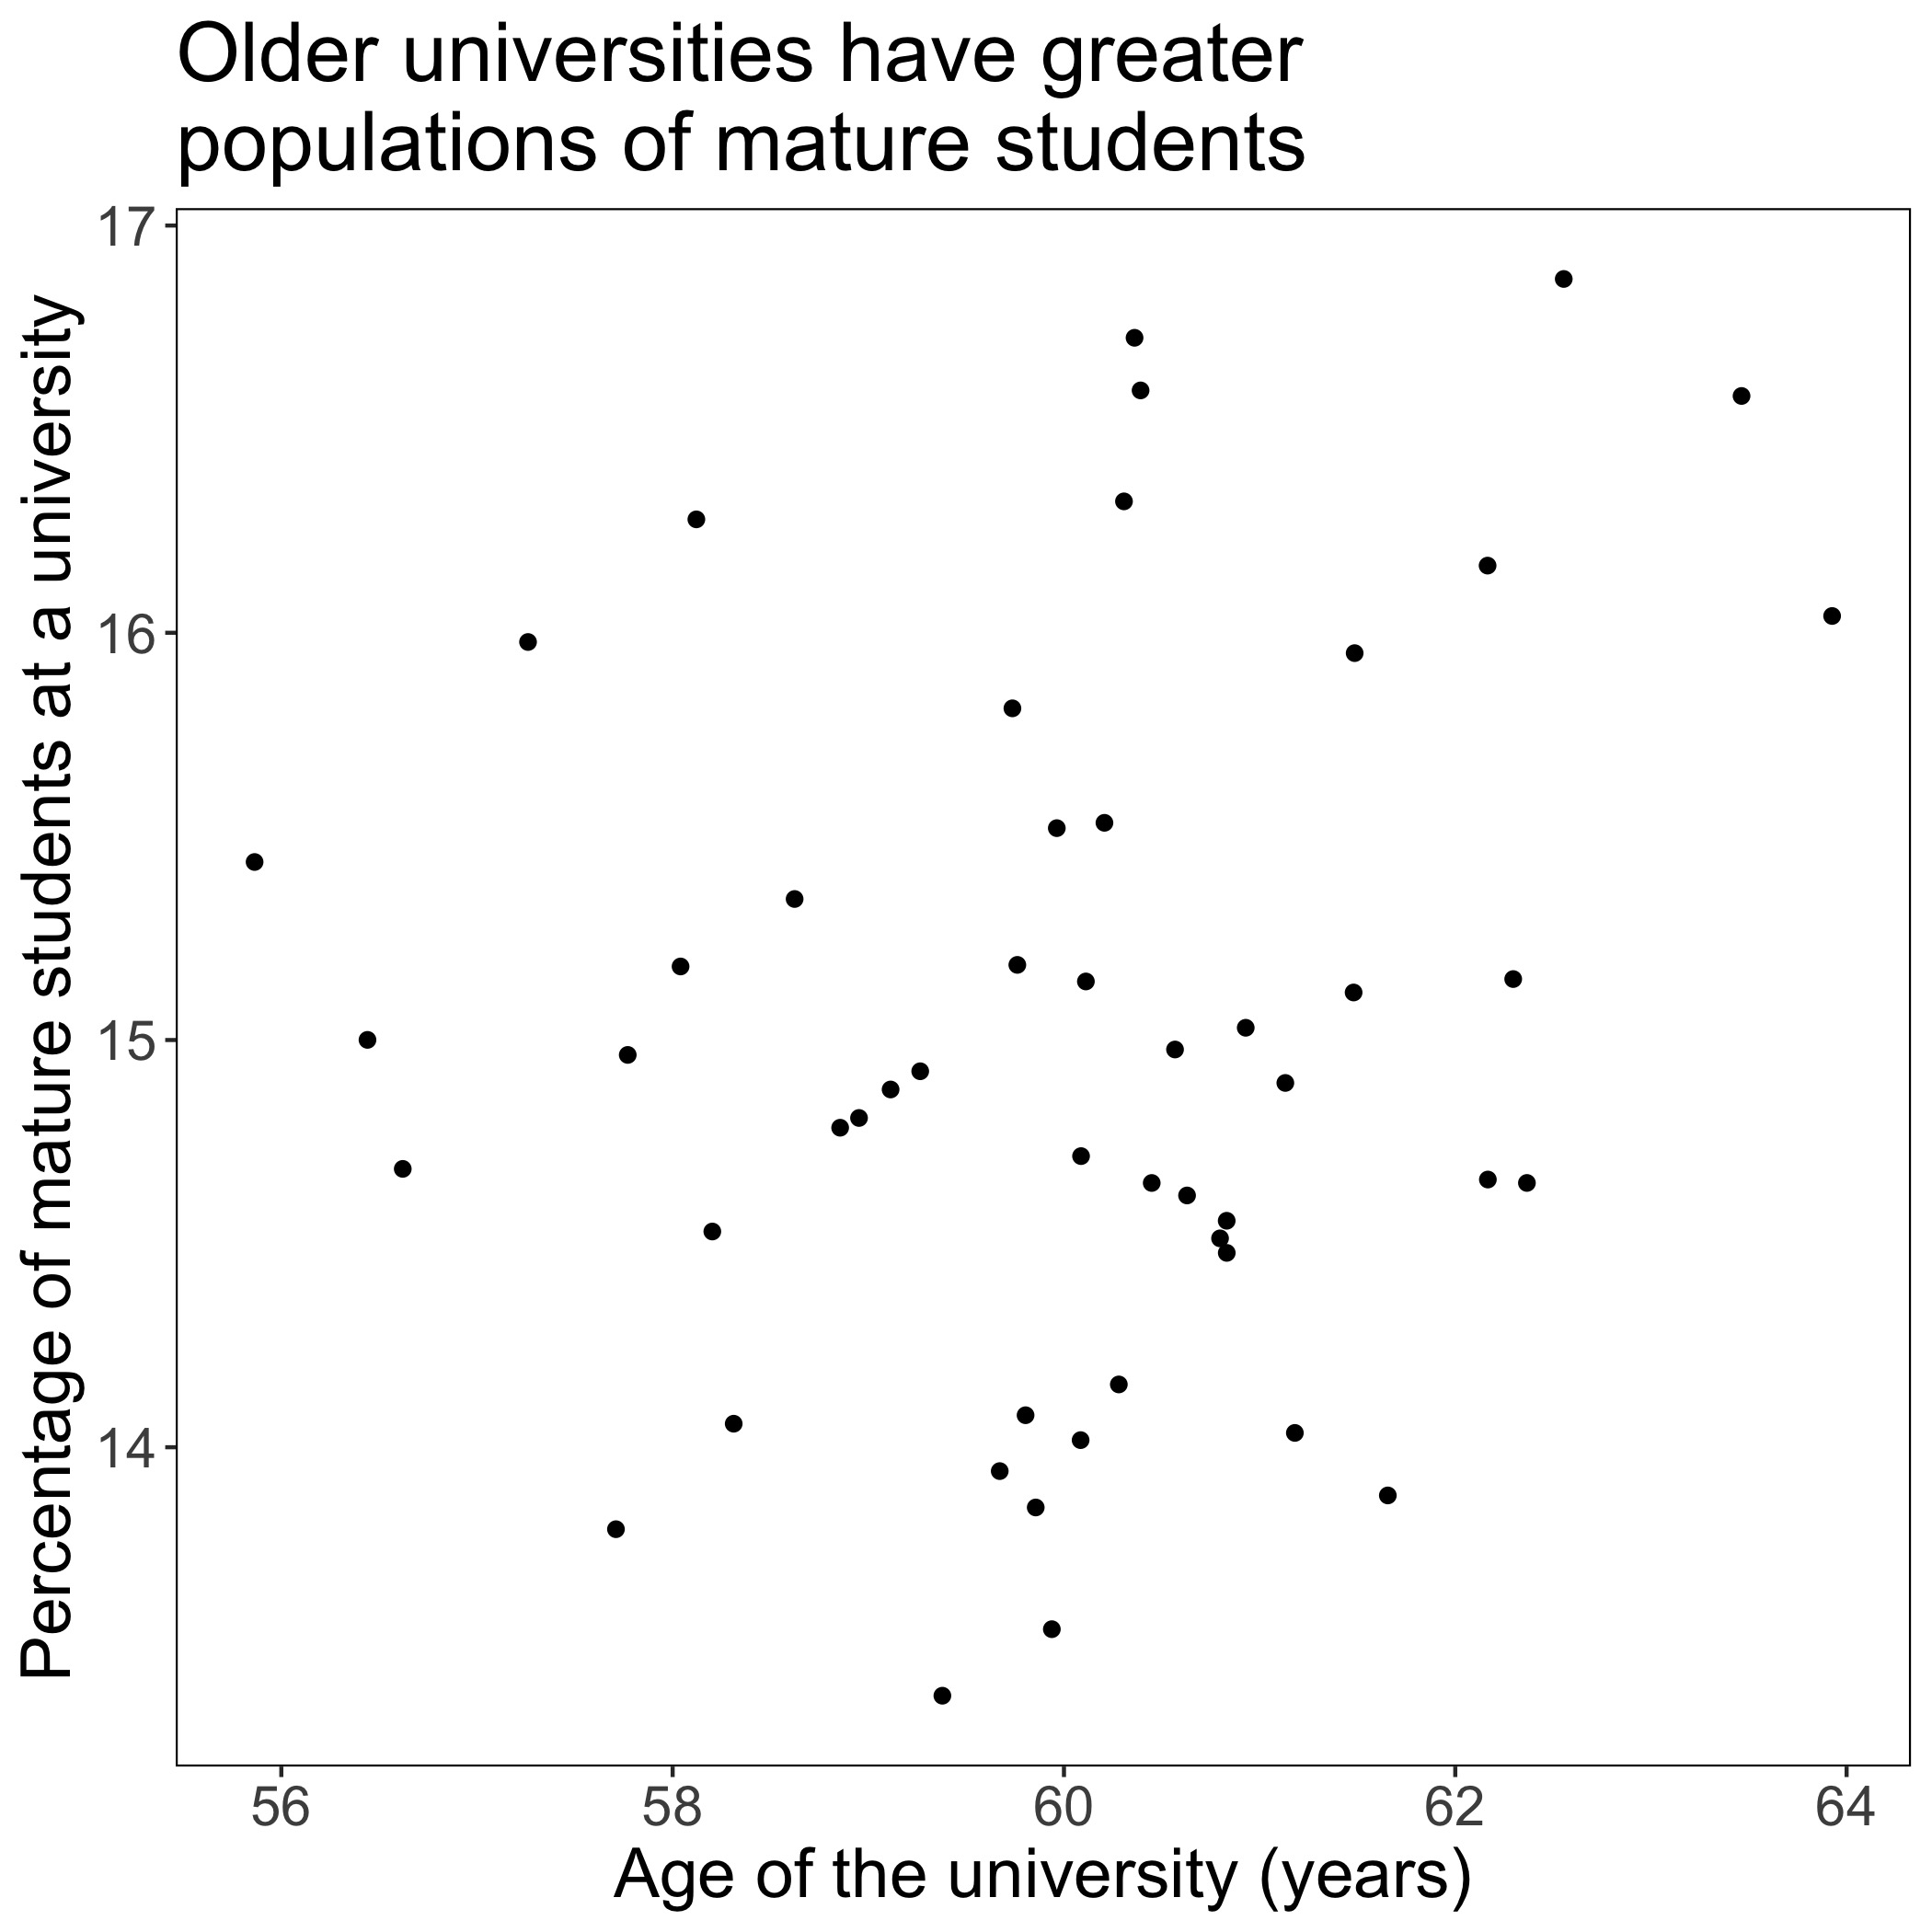 Older universities have greater
populations of mature students
Percentage of mature students at a university
17
16
15
14
56 58 60 62 64
Age of the university (years)